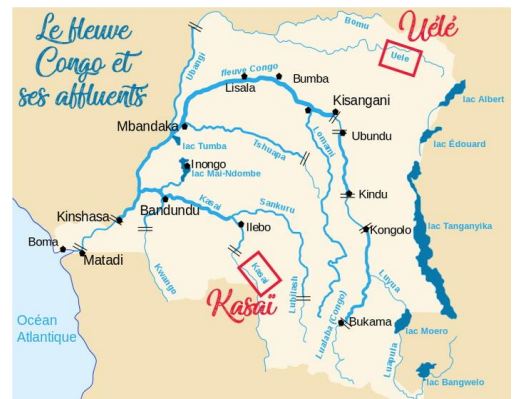 Le fleuve
Congo et
ses affluents
Uélé
Bomu
Uele
Ubangi
fleuve Congo
Lisala
Bumba
Kisangani
lac Albert
Mbandaka
Ubundu
lac Édouard
lac Tumba
Tshuapa
Lomami
Inongo
lac Mai-Ndombe
Kindu
Kasai
Sankuru
Bandundu
Kinshasa
Ilebo
Kongolo
lac Tanganyika
Boma
Matadi
Kwango
Kasai
Kasaï
Lubilash
Luyua
Lualaba (Congo)
Bukama
lac Moero
Océan
Atlantique
Luapula
lac Bangwelo